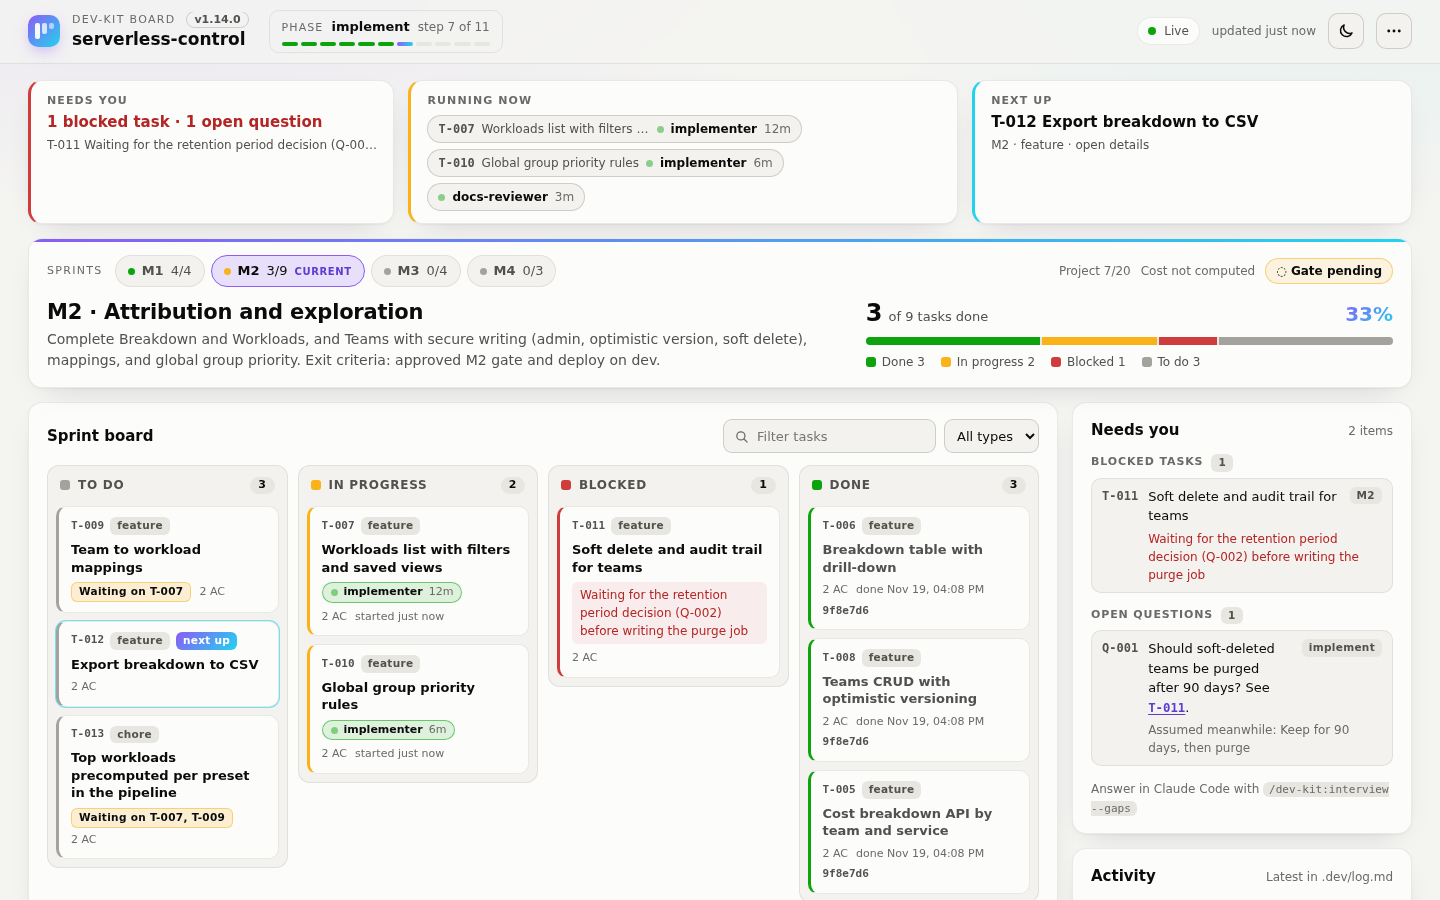 DEV-KIT BOARD v1.14.0
serverless-control
PHASE implement step 7 of 11
Live
updated just now
NEEDS YOU
1 blocked task · 1 open question
T-011 Waiting for the retention period decision (Q-00…
RUNNING NOW
T-007 Workloads list with filters … implementer 12m
T-010 Global group priority rules implementer 6m
docs-reviewer 3m
NEXT UP
T-012 Export breakdown to CSV
M2 · feature · open details
SPRINTS M1 4/4 M2 3/9 CURRENT M3 0/4 M4 0/3
Project 7/20 Cost not computed Gate pending
M2 · Attribution and exploration
Complete Breakdown and Workloads, and Teams with secure writing (admin, optimistic version, soft delete),
mappings, and global group priority. Exit criteria: approved M2 gate and deploy on dev.
3 of 9 tasks done 33%
Done 3 In progress 2 Blocked 1 To do 3
Sprint board
Filter tasks
All types
TO DO 3
T-009 feature
Team to workload
mappings
Waiting on T-007 2 AC
T-012 feature next up
Export breakdown to CSV
2 AC
T-013 chore
Top workloads
precomputed per preset
in the pipeline
Waiting on T-007, T-009
2 AC
IN PROGRESS 2
T-007 feature
Workloads list with filters
and saved views
implementer 12m
2 AC started just now
T-010 feature
Global group priority
rules
implementer 6m
2 AC started just now
BLOCKED 1
T-011 feature
Soft delete and audit trail
for teams
Waiting for the retention
period decision (Q-002)
before writing the purge job
2 AC
DONE 3
T-006 feature
Breakdown table with
drill-down
2 AC done Nov 19, 04:08 PM
9f8e7d6
T-008 feature
Teams CRUD with
optimistic versioning
2 AC done Nov 19, 04:08 PM
9f8e7d6
T-005 feature
Cost breakdown API by
team and service
2 AC done Nov 19, 04:08 PM
9f8e7d6
Needs you 2 items
BLOCKED TASKS 1
T-011 Soft delete and audit trail for M2
teams
Waiting for the retention period
decision (Q-002) before writing the
purge job
OPEN QUESTIONS 1
Q-001 Should soft-deleted implement
teams be purged
after 90 days? See
T-011.
Assumed meanwhile: Keep for 90
days, then purge
Answer in Claude Code with /dev-kit:interview
--gaps
Activity Latest in .dev/log.md